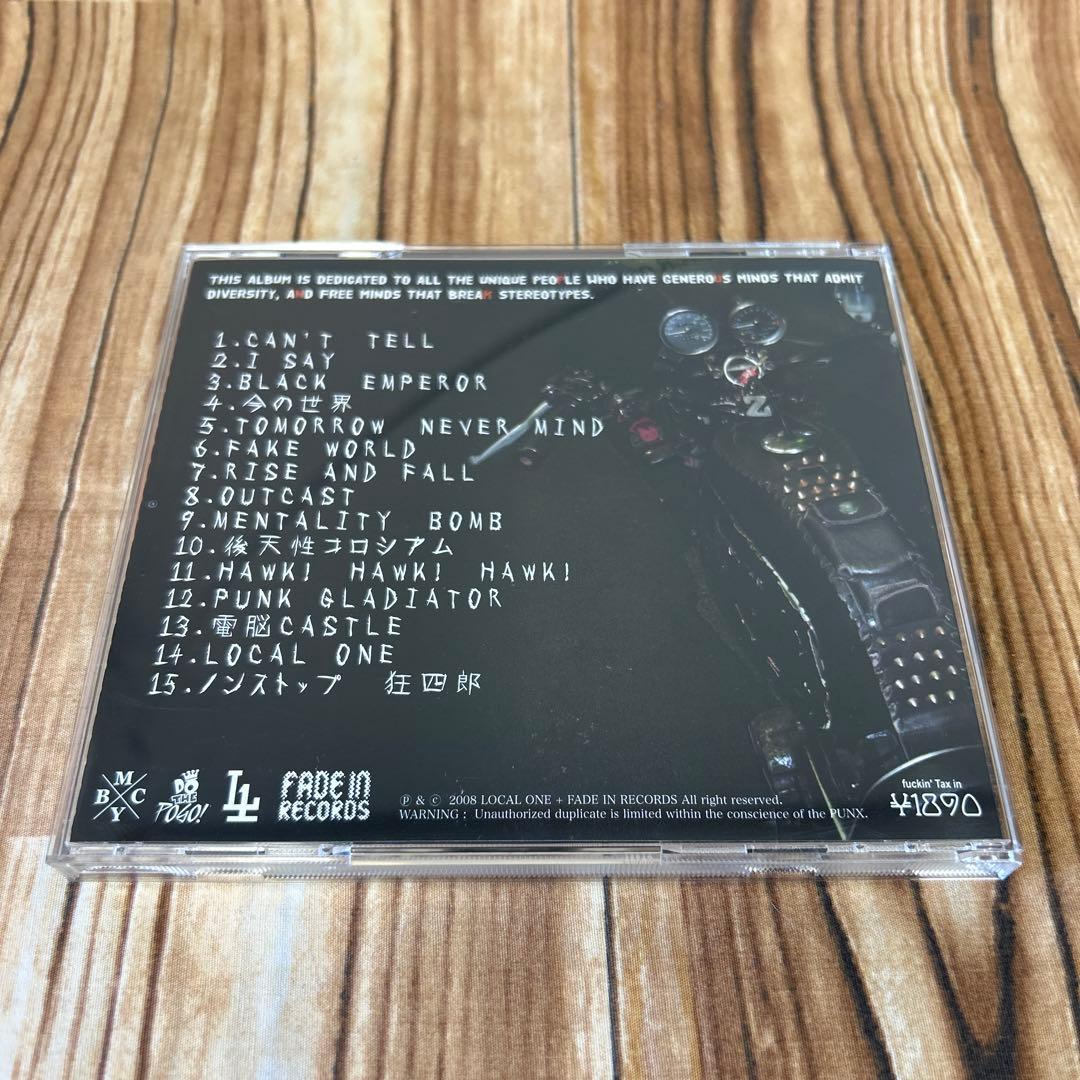 THIS ALBUM IS DEDICATED TO ALL THE UNIQUE PEOPLE WHO HAVE GENEROUS MINDS THAT ADMIT
DIVERSITY, AND FREE MINDS THAT BREAK STEREOTYPES.
1.CAN'T TELL
2.I SAY
3.BLACK EMPEROR
4.今の世界
5.TOMORROW NEVER MIND
6.FAKE WORLD
7.RISE AND FALL
8.OUTCAST
9.MENTALITY BOMB
10.後天性コロシアム
11.HAWK! HAWK! HAWK!
12.PUNK GLADIATOR
13.電脳CASTLE
14.LOCAL ONE
15.ノンストップ 狂四郎
Z
M
B C
Y
DO
THE
POGO!
L1
FADE IN
RECORDS
℗ & © 2008 LOCAL ONE + FADE IN RECORDS All right reserved.
WARNING : Unauthorized duplicate is limited within the conscience of the PUNX.
fuckin' Tax in
¥1890